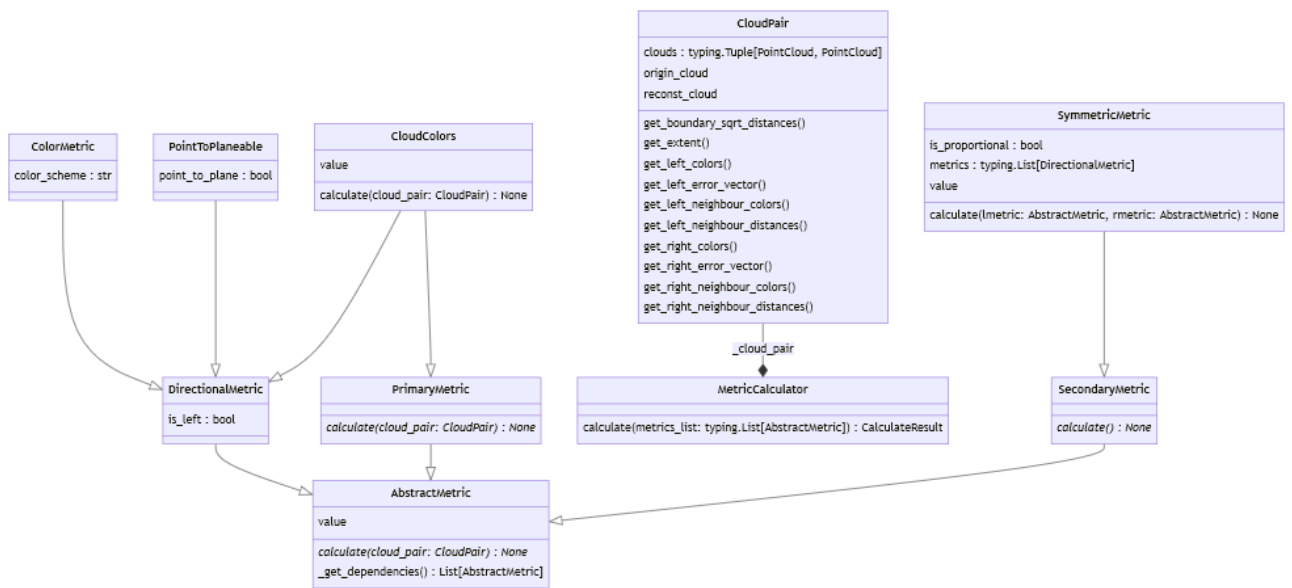 CloudPair
clouds : typing.Tuple[PointCloud, PointCloud]
origin_cloud
reconst_cloud
get_boundary_sqrt_distances()
get_extent()
get_left_colors()
get_left_error_vector()
get_left_neighbour_colors()
get_left_neighbour_distances()
get_right_colors()
get_right_error_vector()
get_right_neighbour_colors()
get_right_neighbour_distances()
SymmetricMetric
is_proportional : bool
metrics : typing.List[DirectionalMetric]
value
calculate(lmetric: AbstractMetric, rmetric: AbstractMetric) : None
ColorMetric
color_scheme : str
PointToPlaneable
point_to_plane : bool
CloudColors
value
calculate(cloud_pair: CloudPair) : None
_cloud_pair
DirectionalMetric
is_left : bool
PrimaryMetric
calculate(cloud_pair: CloudPair) : None
MetricCalculator
calculate(metrics_list: typing.List[AbstractMetric]) : CalculateResult
SecondaryMetric
calculate() : None
AbstractMetric
value
calculate(cloud_pair: CloudPair) : None
_get_dependencies() : List[AbstractMetric]